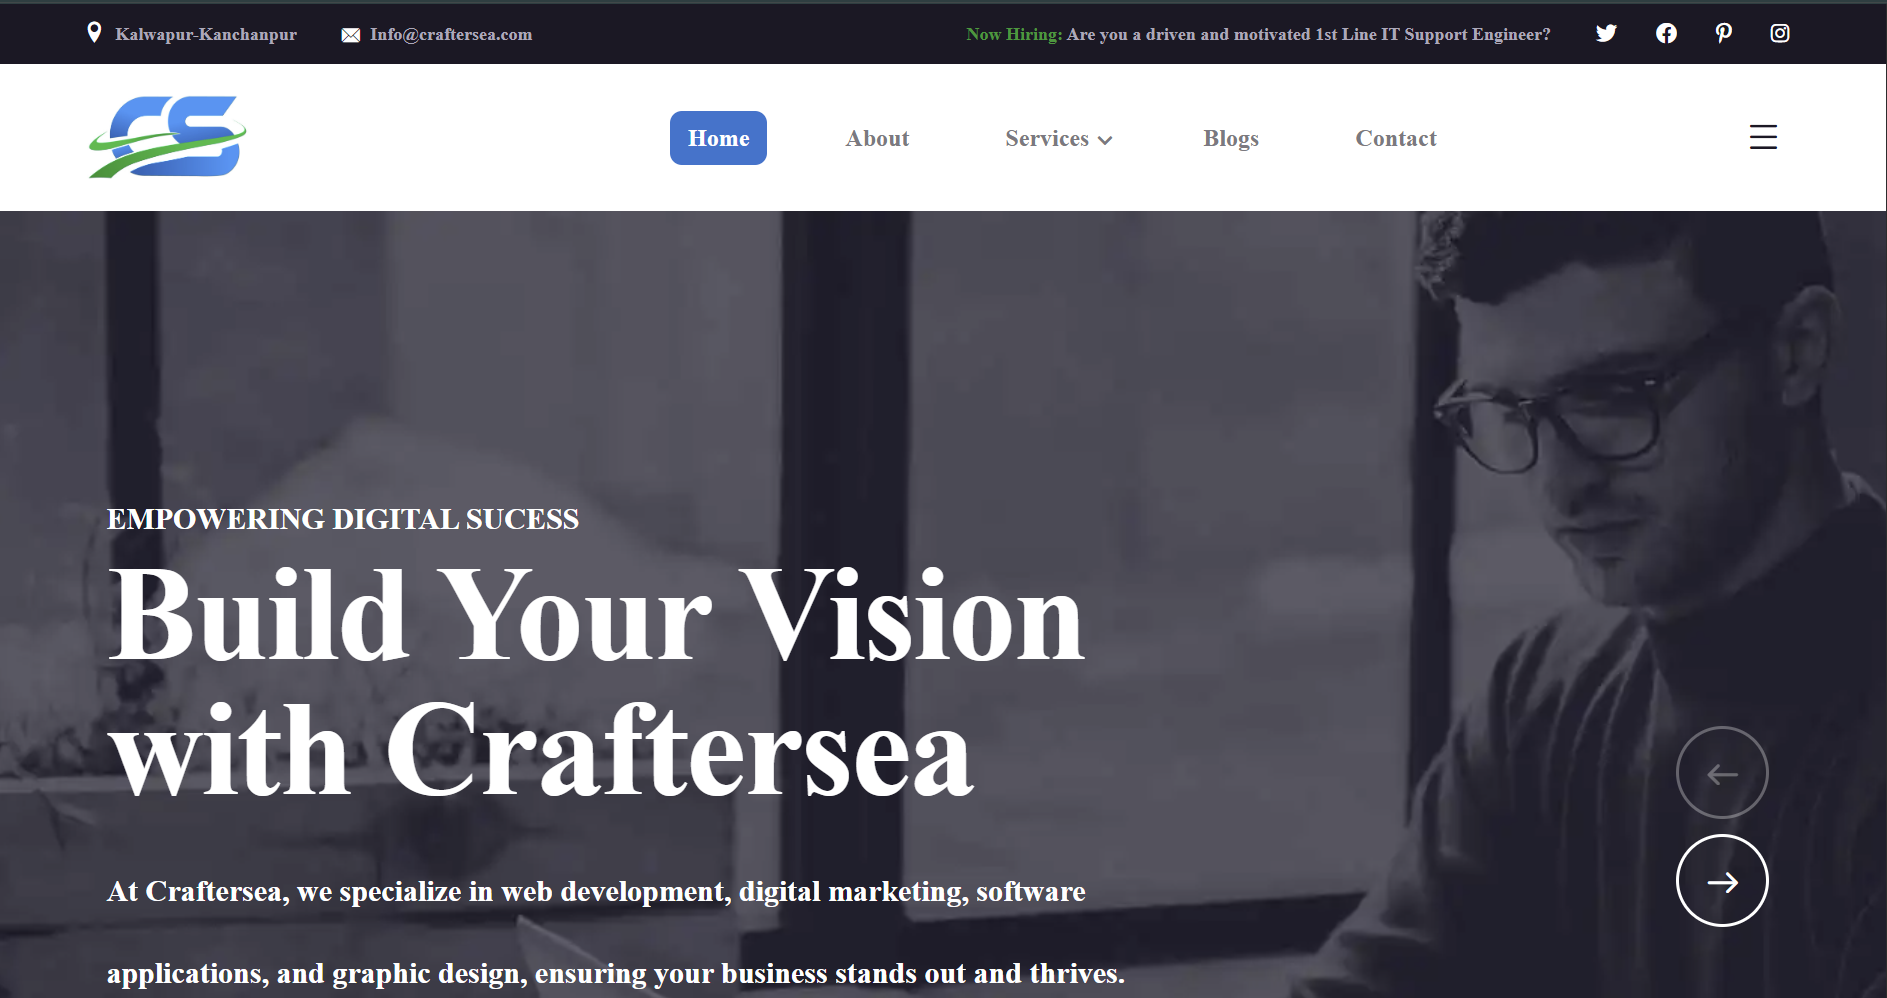 Kalwapur-Kanchanpur
Info@craftersea.com
Now Hiring: Are you a driven and motivated 1st Line IT Support Engineer?
CS
Home
About
Services
Blogs
Contact
EMPOWERING DIGITAL SUCESS
Build Your Vision
with Craftersea
At Craftersea, we specialize in web development, digital marketing, software
applications, and graphic design, ensuring your business stands out and thrives.